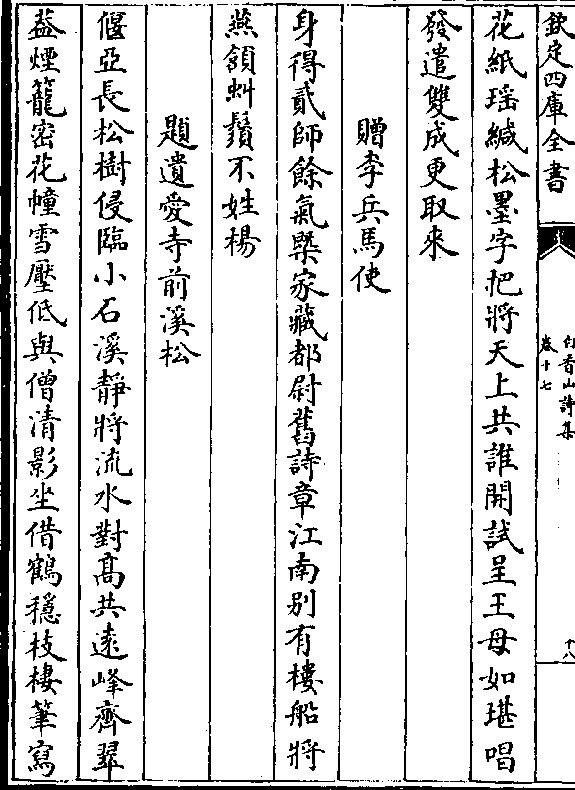 欽定四庫全書
白香山詩集
卷十七
十八
花紙瑶緘松墨字把將天上共誰開試呈王母如堪唱
發遣雙成更取來
贈李兵馬使
身得貳師餘氣槩家藏都尉舊詩章江南別有樓船將
燕頷虬鬚不姓楊
題遺愛寺前溪松
偃亞長松樹侵臨小石溪靜將流水對髙共遠峰齊翠
葢煙籠密花幢雪壓低與僧清影坐借鶴穩枝棲筆寫